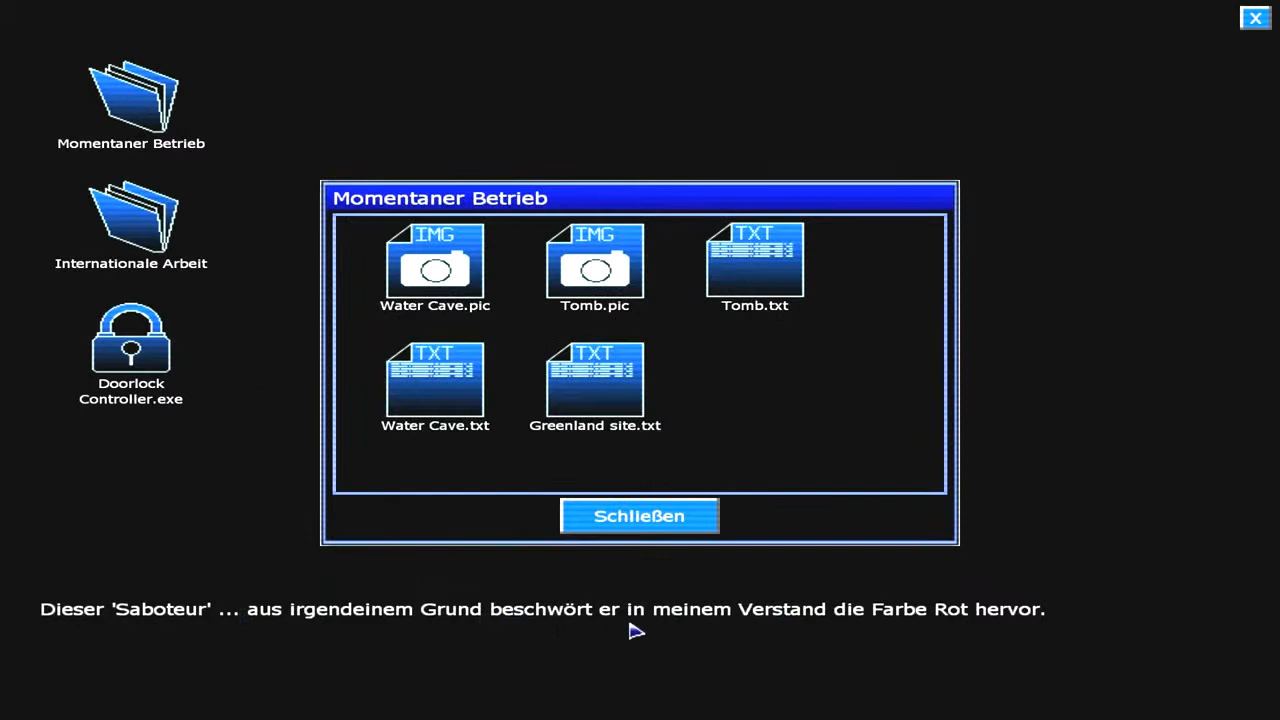 X
Momentaner Betrieb
Internationale Arbeit
Doorlock
Controller.exe
Momentaner Betrieb
IMG
IMG
TXT
Water Cave.pic
Tomb.pic
Tomb.txt
TXT
TXT
Water Cave.txt
Greenland site.txt
Schließen
Dieser 'Saboteur' ... aus irgendeinem Grund beschwört er in meinem Verstand die Farbe Rot hervor.